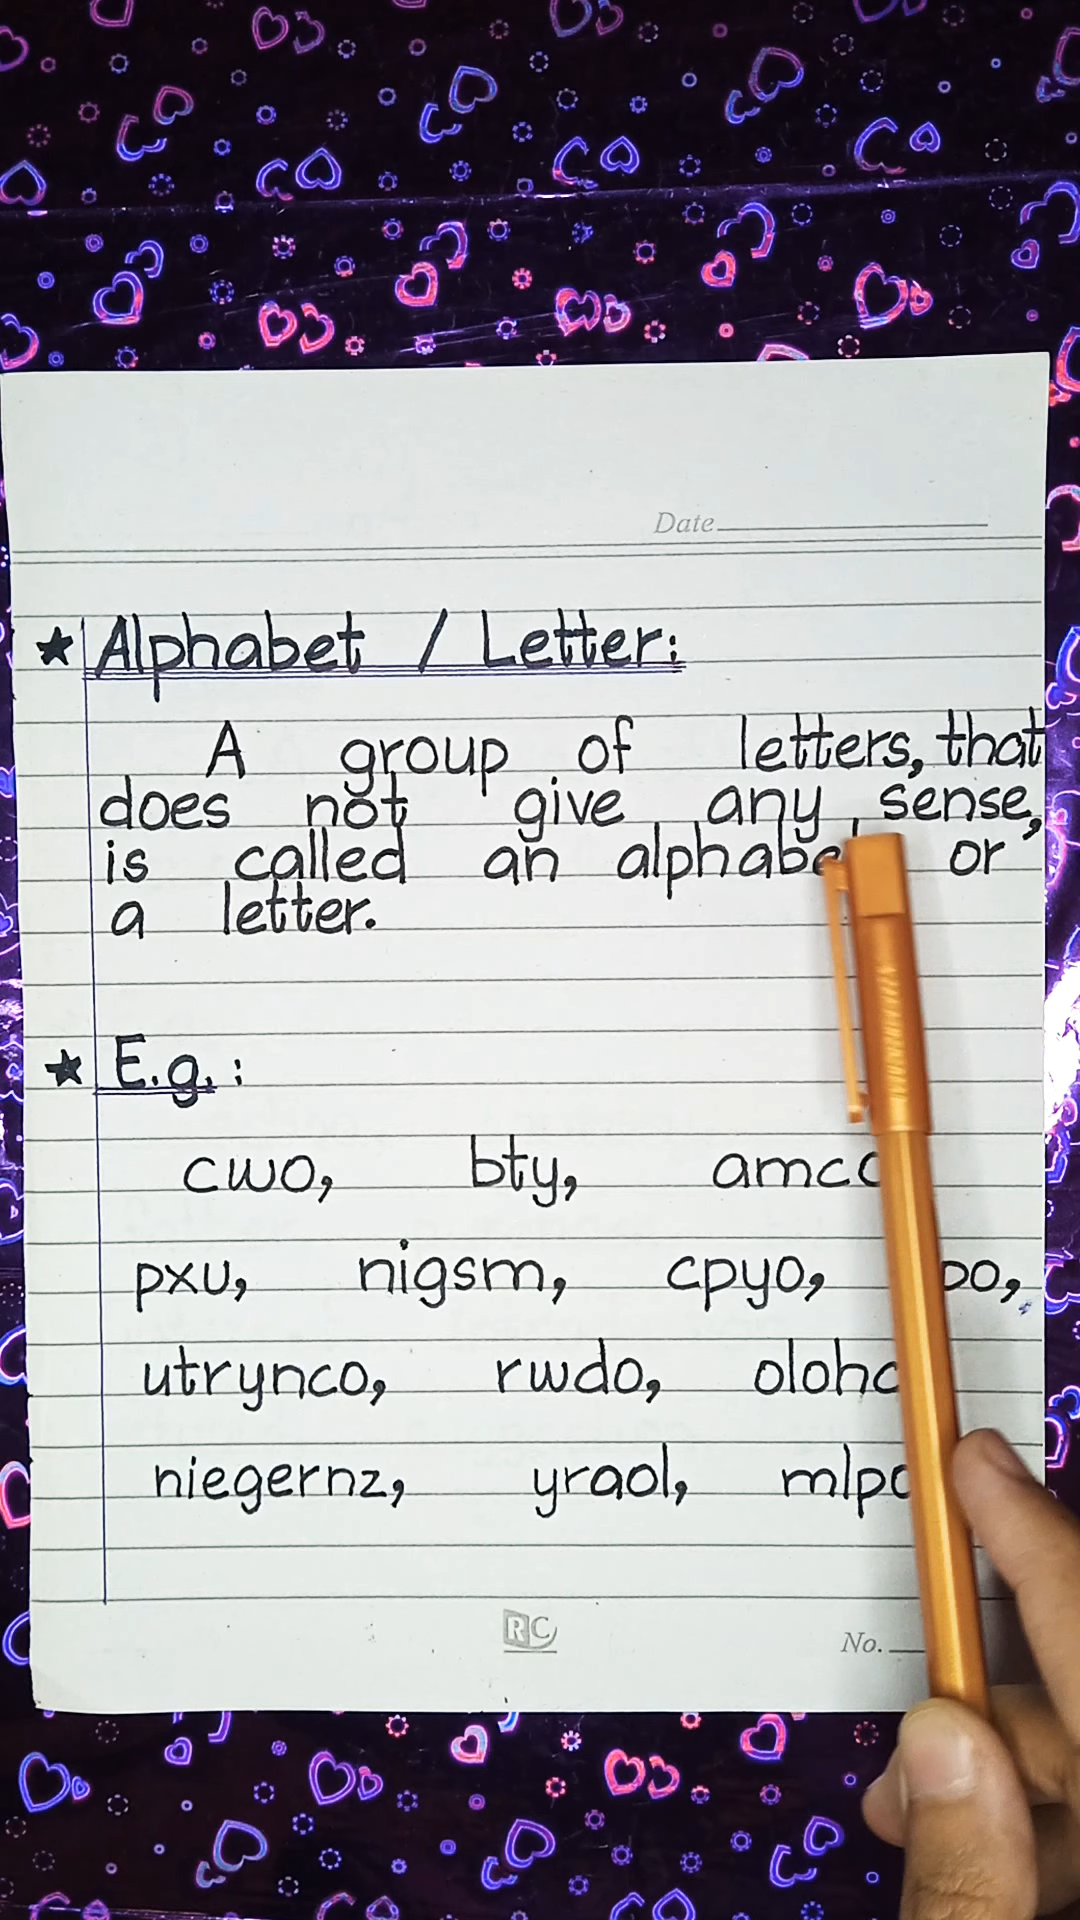 Date
★ Alphabet / Letter:
A group of letters, that
does not give any sense,
is called an or
a letter.
★ E.g.:
cwo, bty,
pxu, nigsm, cpyo,
utrynco, rwdo,
niegernz, yraol,
RC
No.